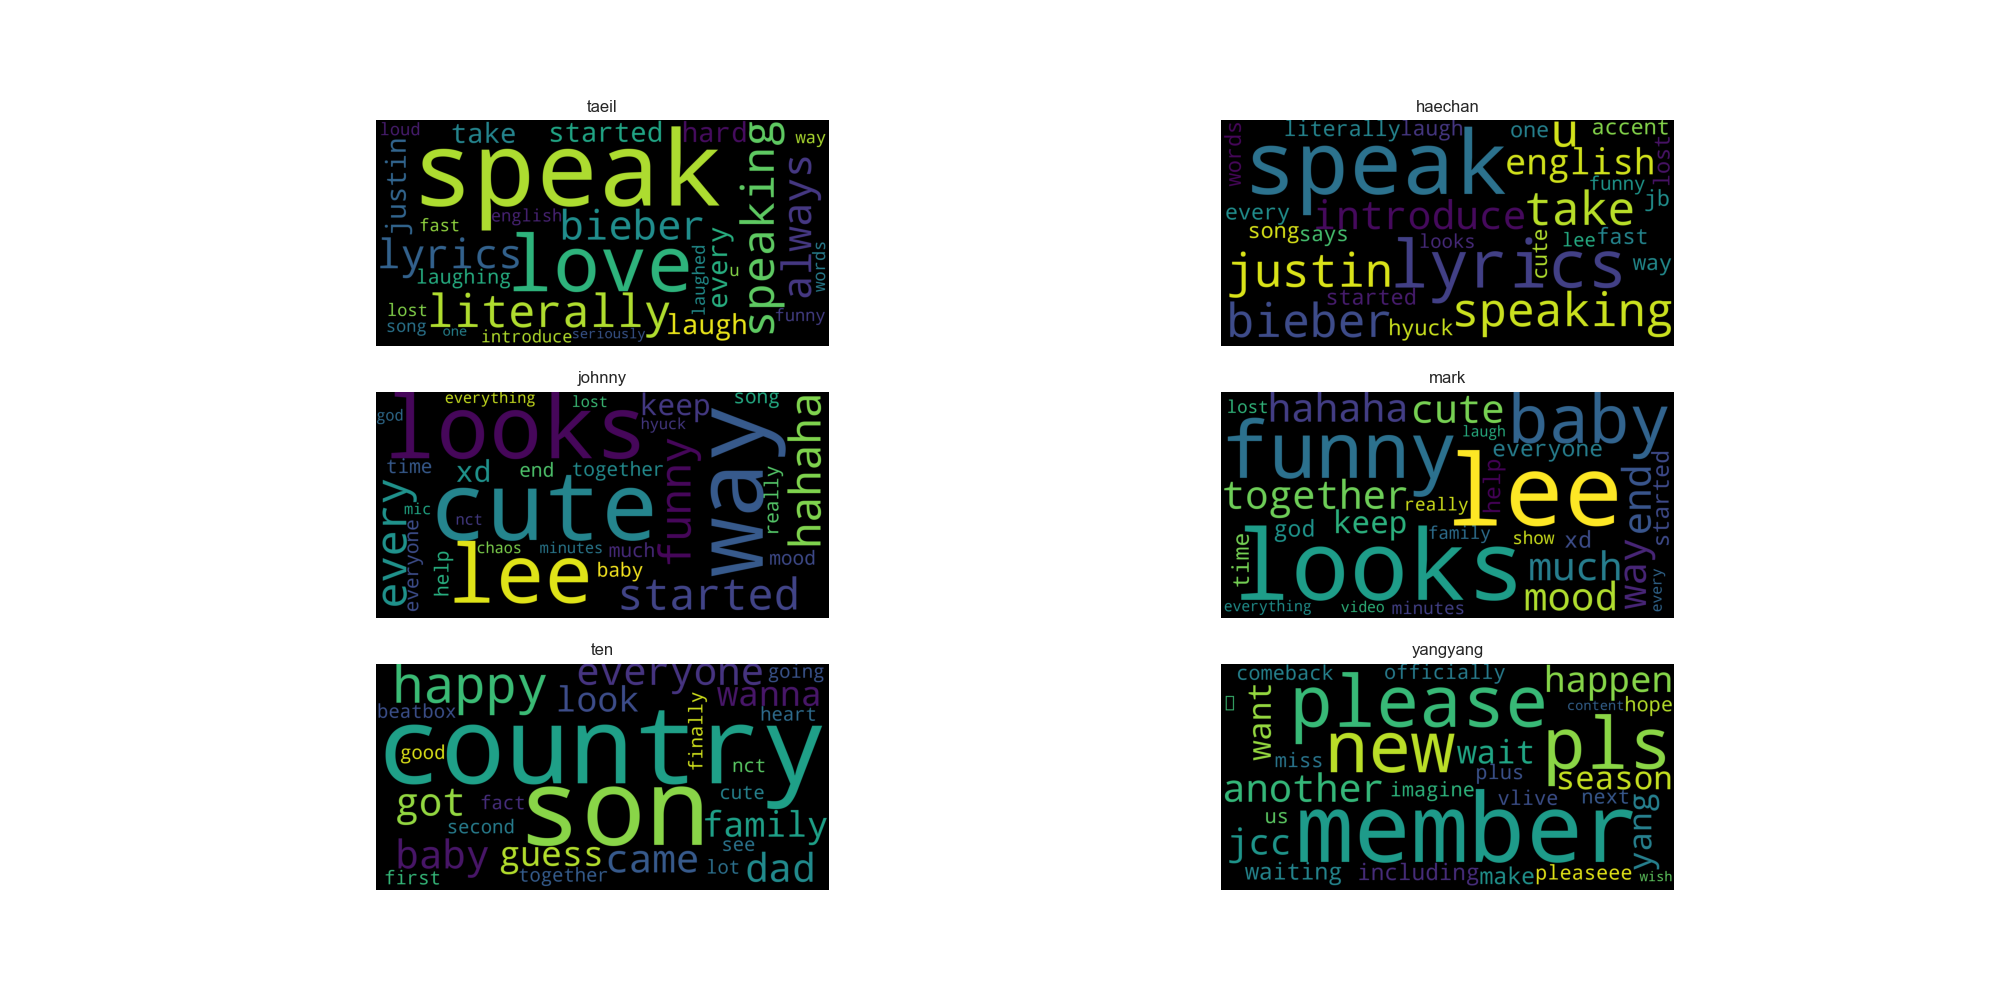 taeil
loud
take
started
hard
way
speak
justin
speaking
always
fast
english
bieber
lyrics
love
every
laughed
u
words
laughing
lost
literally
laugh
funny
song
one
introduce
seriously
haechan
words
literally
laugh
one
u
accent
lost
speak
english
funny
jb
every
introduce
take
song
says
looks
cute
lee
fast
justin
lyrics
way
started
bieber
hyuck
speaking
johnny
god
looks
everything
lost
keep
hyuck
song
way
hahaha
time
xd
end
together
funny
really
every
mic
cute
nct
everyone
help
chaos
minutes
much
mood
lee
baby
started
mark
lost
hahaha
cute
baby
funny
laugh
everyone
lee
together
really
help
end
started
god
keep
family
show
xd
way
time
looks
much
mood
every
everything
video
minutes
ten
happy
everyone
going
look
wanna
beatbox
heart
country
finally
good
nct
got
fact
son
cute
second
family
see
baby
guess
came
lot
dad
first
together
yangyang
comeback
officially
happen
please
content
hope
want
new
wait
pls
miss
plus
season
another
imagine
vlive
next
us
yang
jcc
member
waiting
including
make
pleaseee
wish